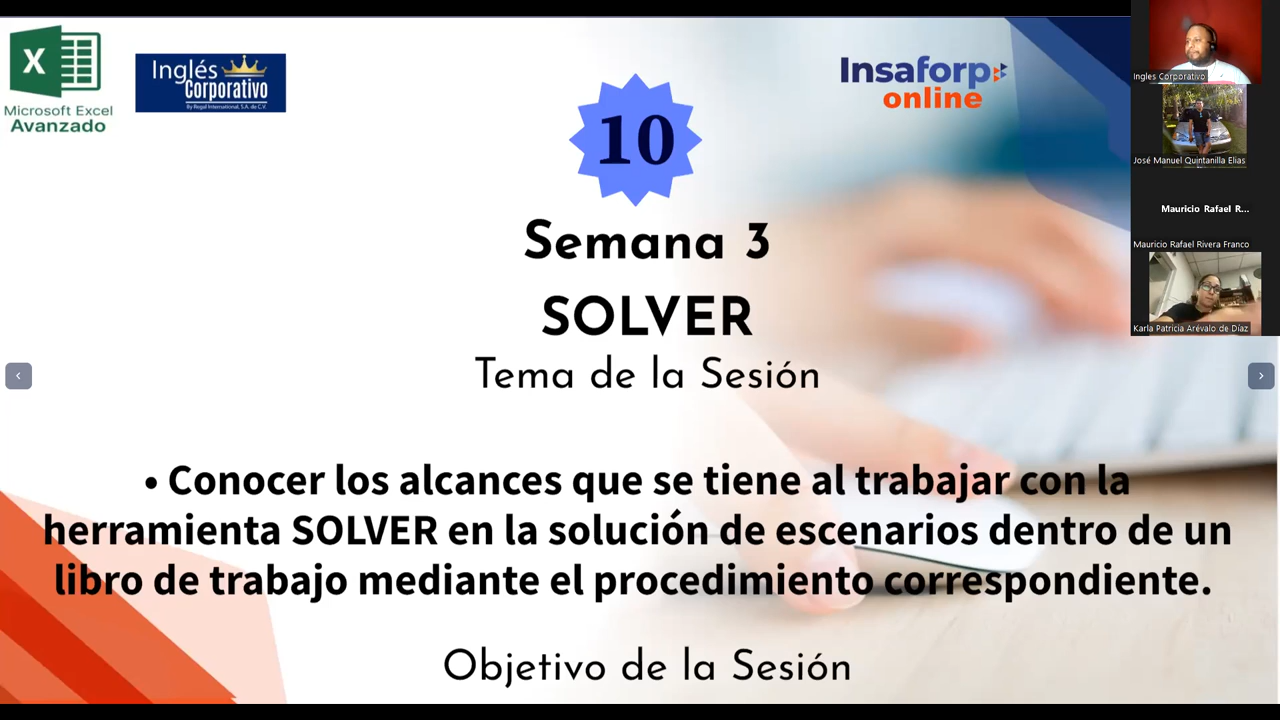 X
Microsoft Excel
Avanzado
Inglés
Corporativo
By Regal International, S.A. de C.V.
Insaforp
online
10
Semana 3
SOLVER
Tema de la Sesión
• Conocer los alcances que se tiene al trabajar con la
herramienta SOLVER en la solución de escenarios dentro de un
libro de trabajo mediante el procedimiento correspondiente.
Objetivo de la Sesión
Ingles Corporativo
José Manuel Quintanilla Elias
Mauricio Rafael R...
Mauricio Rafael Rivera Franco
Karla Patricia Arévalo de Díaz